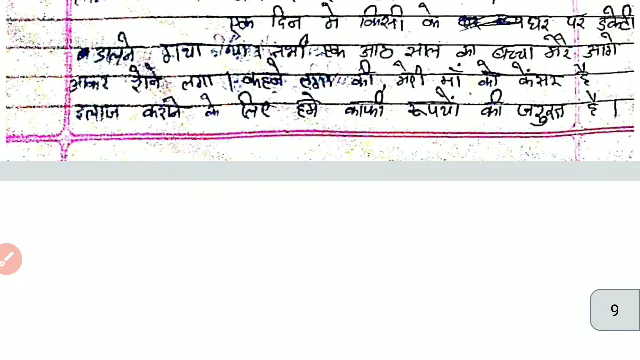 एक दिन मे किसी के घर पर डकैती
डालने गया था। तभी एक आठ साल का बच्चा मेरे आगे
आकर रोने लगा। कहने लगा की मेरी माँ को केंसर है
इलाज कराने के लिए हमे काफी रूपयों की जरुरत है।
9